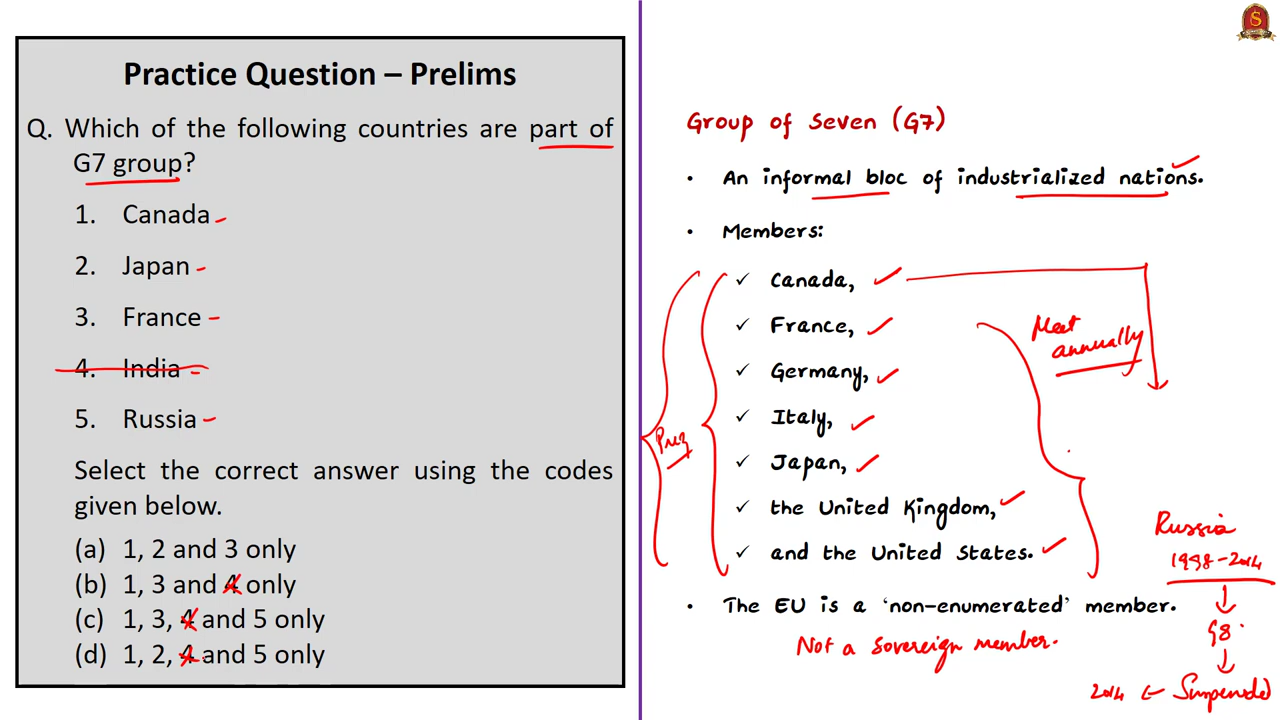 Practice Question – Prelims
Q. Which of the following countries are part of
G7 group?
1. Canada
2. Japan
3. France
4. India
5. Russia
Select the correct answer using the codes
given below.
(a) 1, 2 and 3 only
(b) 1, 3 and 4 only
(c) 1, 3, 4 and 5 only
(d) 1, 2, 4 and 5 only
S
Group of Seven (G7)
• An informal bloc of industrialized nations.
• Members:
✓ Canada,
✓ France,
✓ Germany,
✓ Italy,
✓ Japan,
✓ the United Kingdom,
✓ and the United States.
• The EU is a ‘non-enumerated’ member.
Not a sovereign member.
Meet
annually
Russia
1998-2014
G8
2014 ← Suspended